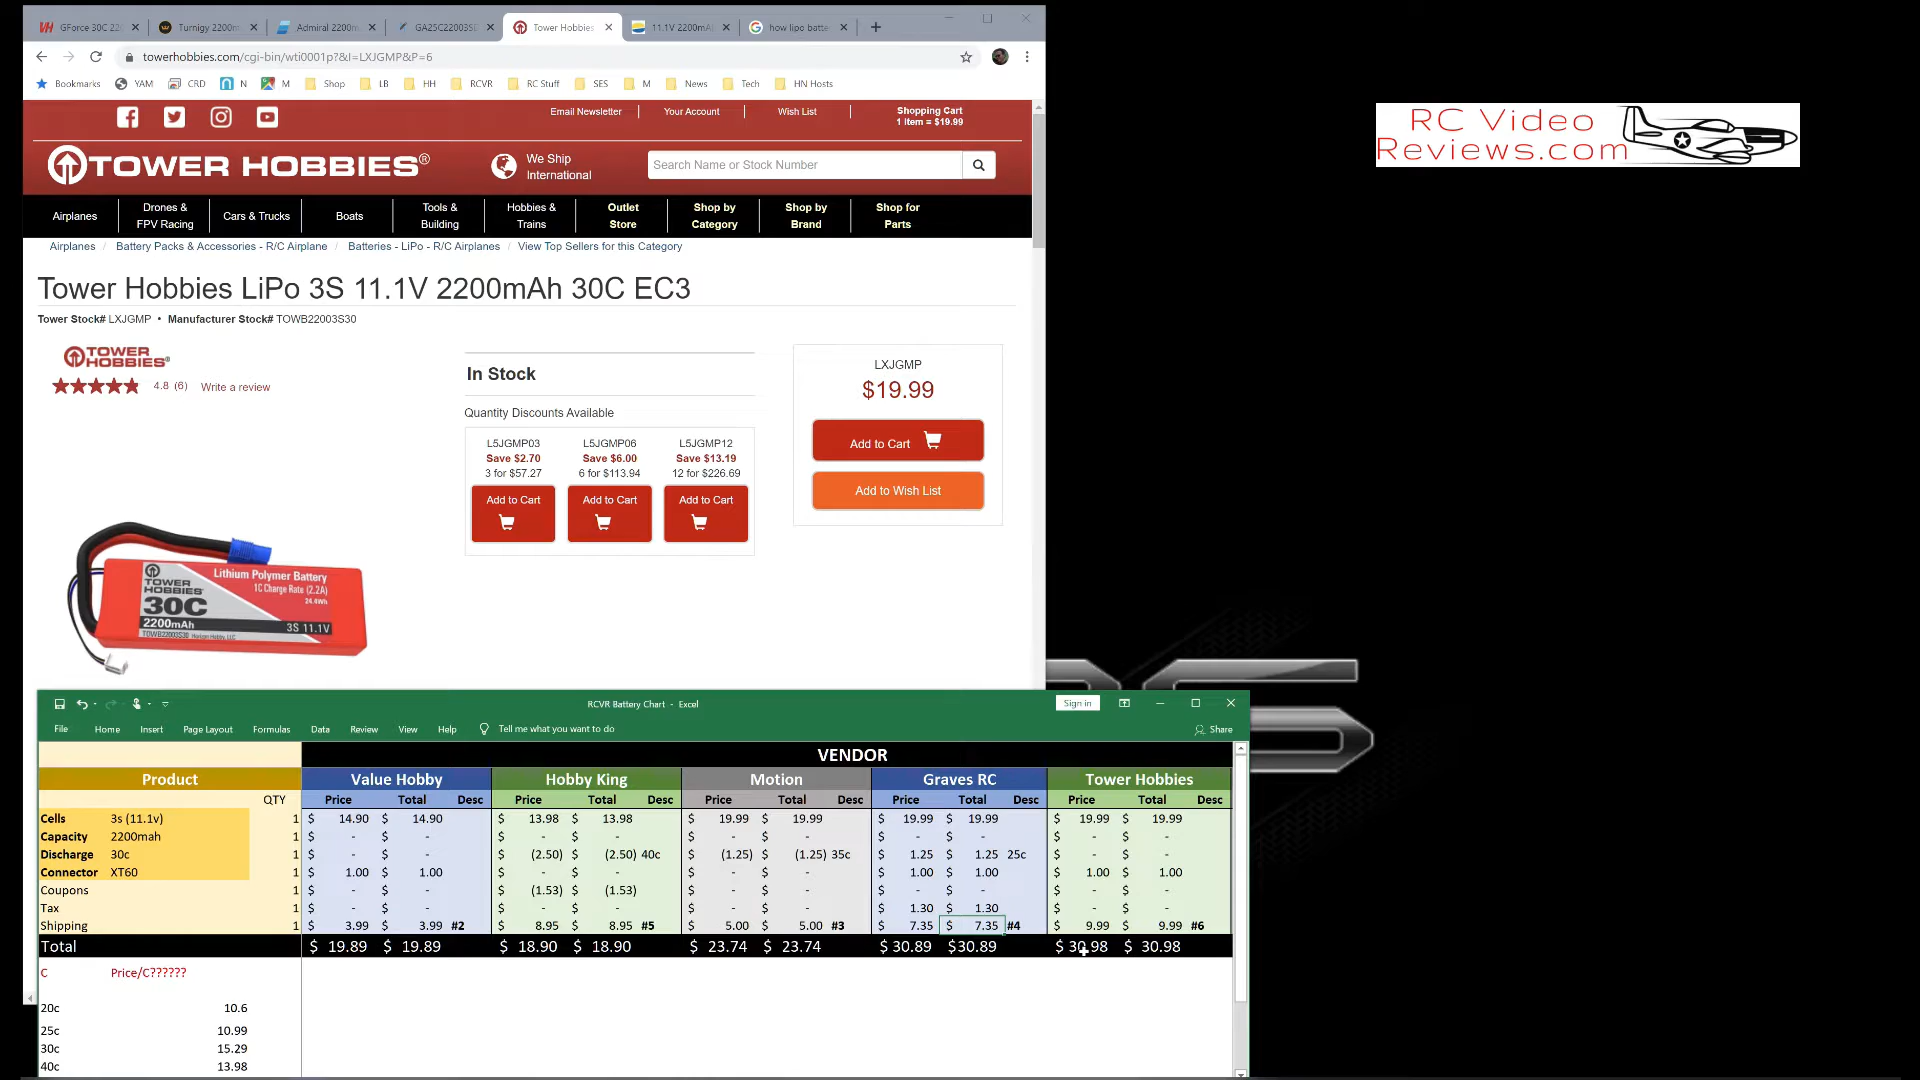 GForce 30C 22
Turnigy 2200m
Admiral 2200m
GA25C22003S
Tower Hobbies
11.1V 2200mA
how lipo batte
towerhobbies.com/cgi-bin/wti0001p?&I=LXJGMP&P=6
Bookmarks YAM CRD N M Shop LB HH RCVR RC Stuff SES M News Tech HN Hosts
Email Newsletter Your Account Wish List Shopping Cart
1 Item = $19.99
TOWER HOBBIES®
We Ship
International
Search Name or Stock Number
Airplanes
Drones &
FPV Racing
Cars & Trucks
Boats
Tools &
Building
Hobbies &
Trains
Outlet
Store
Shop by
Category
Shop by
Brand
Shop for
Parts
Airplanes / Battery Packs & Accessories - R/C Airplane / Batteries - LiPo - R/C Airplanes / View Top Sellers for this Category
Tower Hobbies LiPo 3S 11.1V 2200mAh 30C EC3
Tower Stock# LXJGMP • Manufacturer Stock# TOWB22003S30
TOWER
HOBBIES
4.8 (6) Write a review
In Stock
Quantity Discounts Available
L5JGMP03 L5JGMP06 L5JGMP12
Save $2.70 Save $6.00 Save $13.19
3 for $57.27 6 for $113.94 12 for $226.69
Add to Cart Add to Cart Add to Cart
LXJGMP
$19.99
Add to Cart
Add to Wish List
Lithium Polymer Battery
1C Charge Rate (2.2A)
24.4Wh
TOWER
HOBBIES
30C
2200mAh 3S 11.1V
TOWB22003S30 Horizon Hobby, LLC
RC Video
Reviews.com
RCVR Battery Chart - Excel
Sign in
File Home Insert Page Layout Formulas Data Review View Help Tell me what you want to do Share
VENDOR
Product Value Hobby Hobby King Motion Graves RC Tower Hobbies
QTY Price Total Desc Price Total Desc Price Total Desc Price Total Desc Price Total Desc
Cells 3s (11.1v) 1 $ 14.90 $ 14.90 $ 13.98 $ 13.98 $ 19.99 $ 19.99 $ 19.99 $ 19.99 $ 19.99 $ 19.99
Capacity 2200mah 1 $ - $ - $ - $ - $ - $ - $ - $ - $ - $ -
Discharge 30c 1 $ - $ - $ (2.50) $ (2.50) 40c $ (1.25) $ (1.25) 35c $ 1.25 $ 1.25 25c $ - $ -
Connector XT60 1 $ 1.00 $ 1.00 $ - $ - $ - $ - $ 1.00 $ 1.00 $ 1.00 $ 1.00
Coupons 1 $ - $ - $ (1.53) $ (1.53) $ - $ - $ - $ - $ - $ -
Tax 1 $ - $ - $ - $ - $ - $ - $ 1.30 $ 1.30 $ - $ -
Shipping 1 $ 3.99 $ 3.99 #2 $ 8.95 $ 8.95 #5 $ 5.00 $ 5.00 #3 $ 7.35 $ 7.35 #4 $ 9.99 $ 9.99 #6
Total $ 19.89 $ 19.89 $ 18.90 $ 18.90 $ 23.74 $ 23.74 $ 30.89 $30.89 $ 30.98 $ 30.98
C Price/C??????
20c 10.6
25c 10.99
30c 15.29
40c 13.98